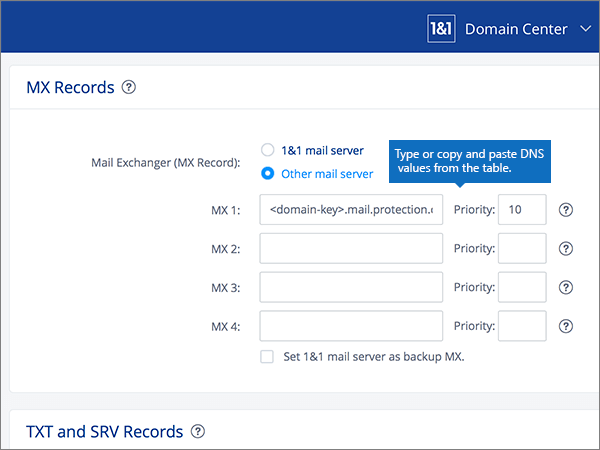 1&1 Domain Center
MX Records ?
1&1 mail server
Mail Exchanger (MX Record):
Other mail server
Type or copy and paste DNS
values from the table.
MX 1: <domain-key>.mail.protection.o Priority: 10 ?
MX 2: Priority: ?
MX 3: Priority: ?
MX 4: Priority: ?
Set 1&1 mail server as backup MX.
TXT and SRV Records ?